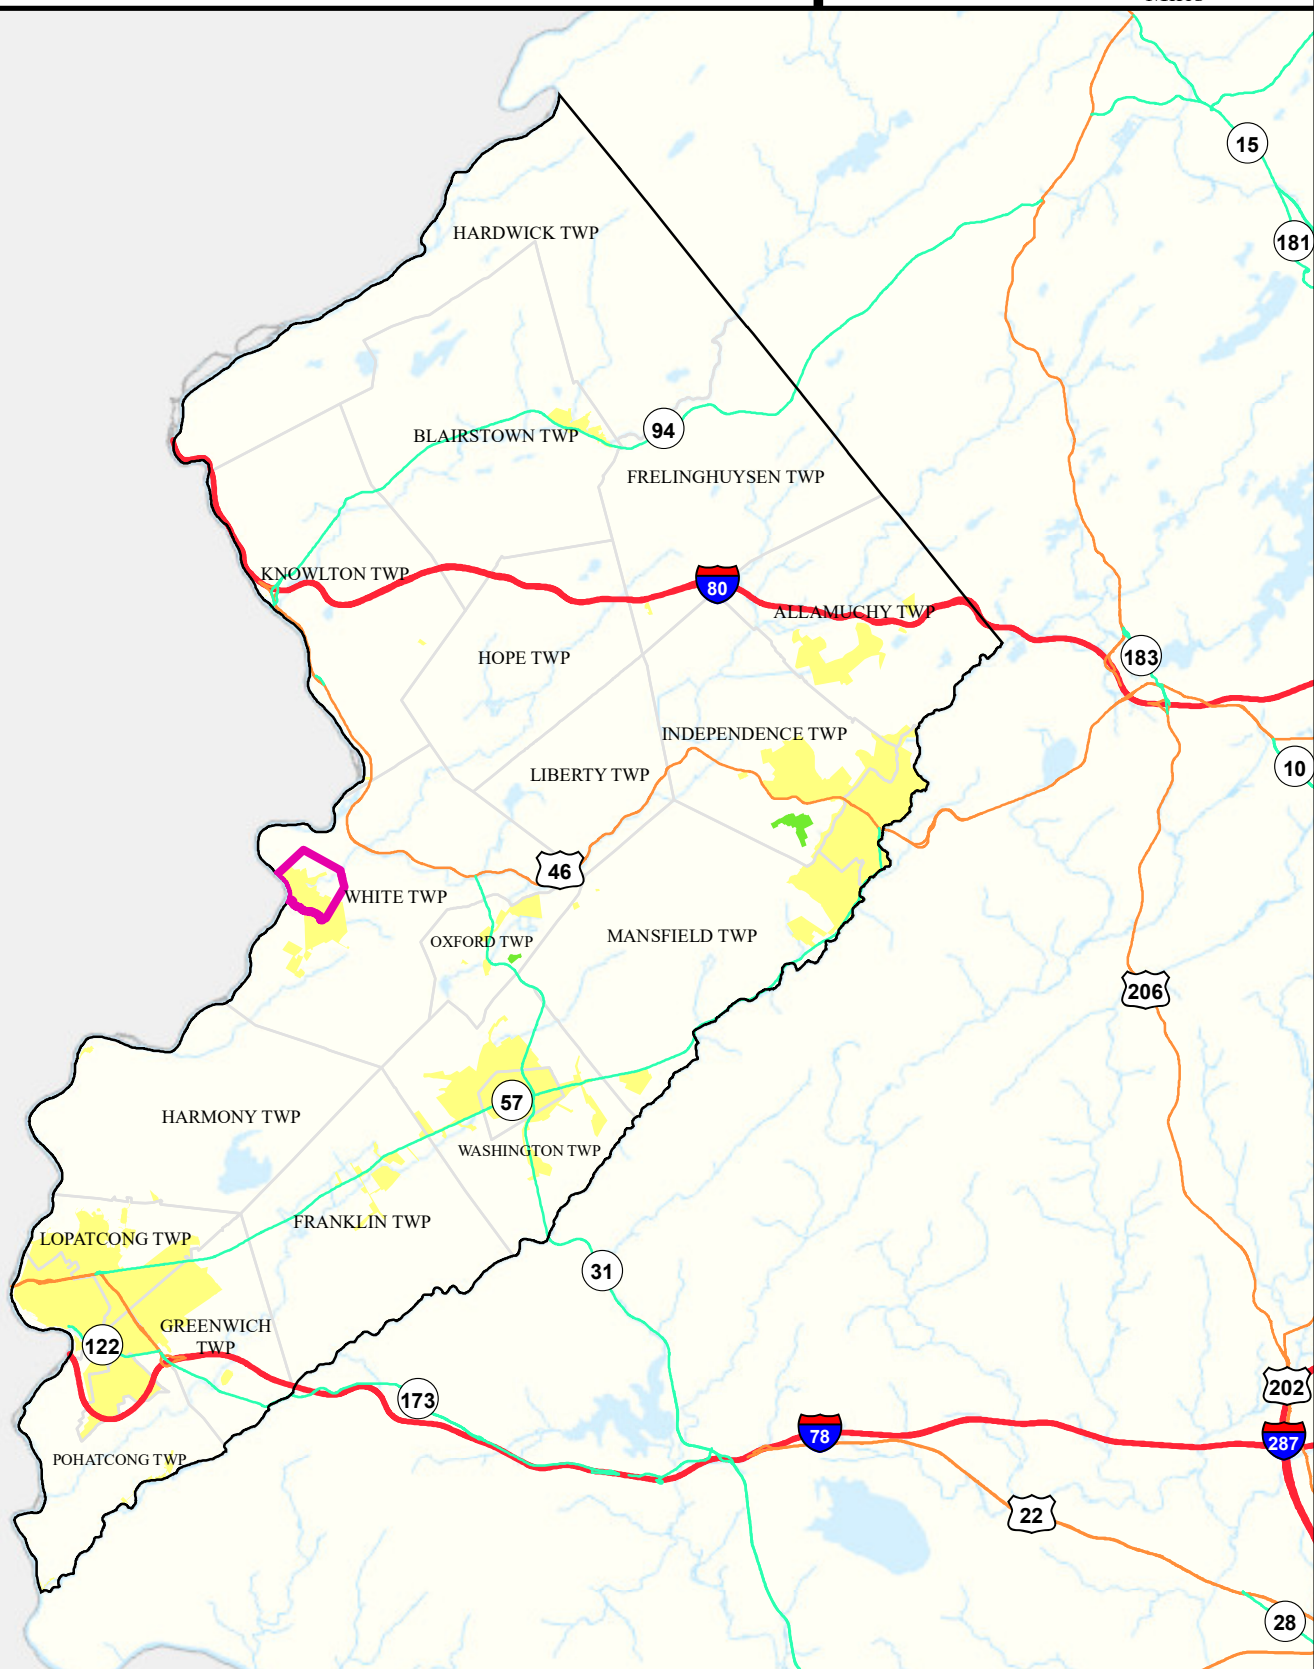 15
181
HARDWICK TWP
94
BLAIRSTOWN TWP
FRELINGHUYSEN TWP
KNOWLTON TWP
80
ALLAMUCHY TWP
HOPE TWP
183
INDEPENDENCE TWP
LIBERTY TWP
10
46
WHITE TWP
OXFORD TWP
MANSFIELD TWP
206
57
HARMONY TWP
WASHINGTON TWP
FRANKLIN TWP
LOPATCONG TWP
31
GREENWICH
TWP
122
202
173
78
287
POHATCONG TWP
22
28